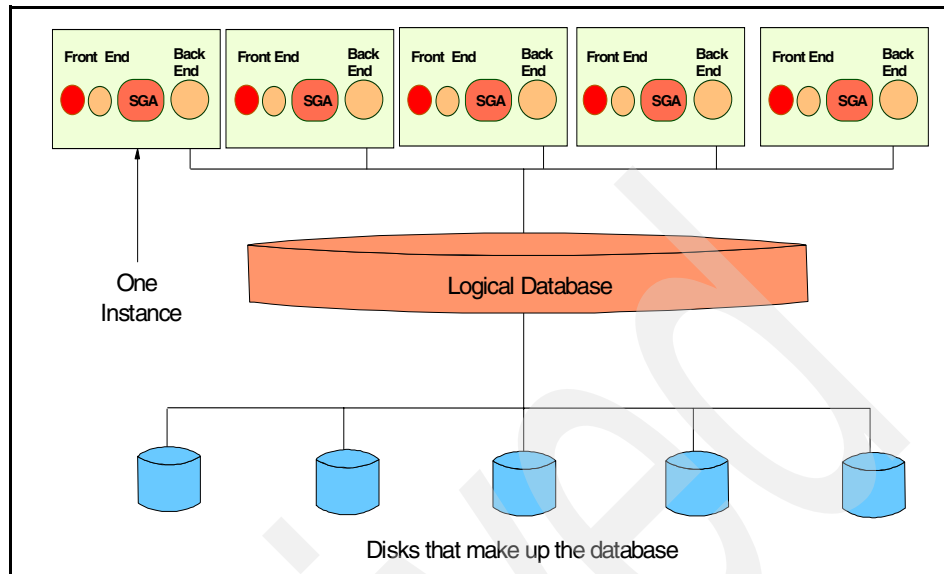 Front End Back End
SGA
Front End Back End
SGA
Front End Back End
SGA
Front End Back End
SGA
Front End Back End
SGA
One
Instance
Logical Database
Disks that make up the database